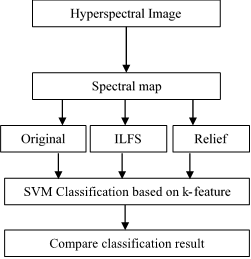 Hyperspectral Image
Spectral map
Original
ILFS
Relief
SVM Classification based on k-feature
Compare classification result